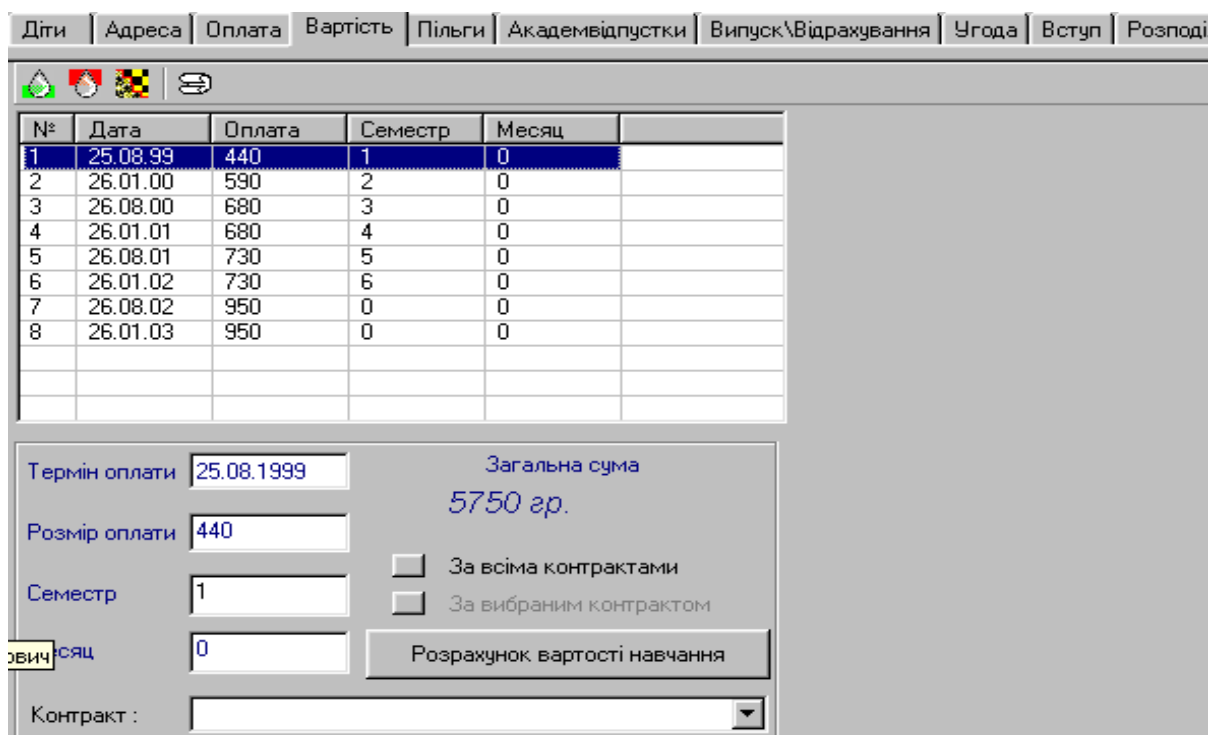 Діти Адреса Оплата Вартість Пільги Академвідпустки Випуск\Відрахування Угода Вступ Розподі
№ Дата Оплата Семестр Месяц
1 25.08.99 440 1 0
2 26.01.00 590 2 0
3 26.08.00 680 3 0
4 26.01.01 680 4 0
5 26.08.01 730 5 0
6 26.01.02 730 6 0
7 26.08.02 950 0 0
8 26.01.03 950 0 0
Термін оплати 25.08.1999 Загальна сума
5750 гр.
Розмір оплати 440
За всіма контрактами
Семестр 1
За вибраним контрактом
ович есяц 0 Розрахунок вартості навчання
Контракт :